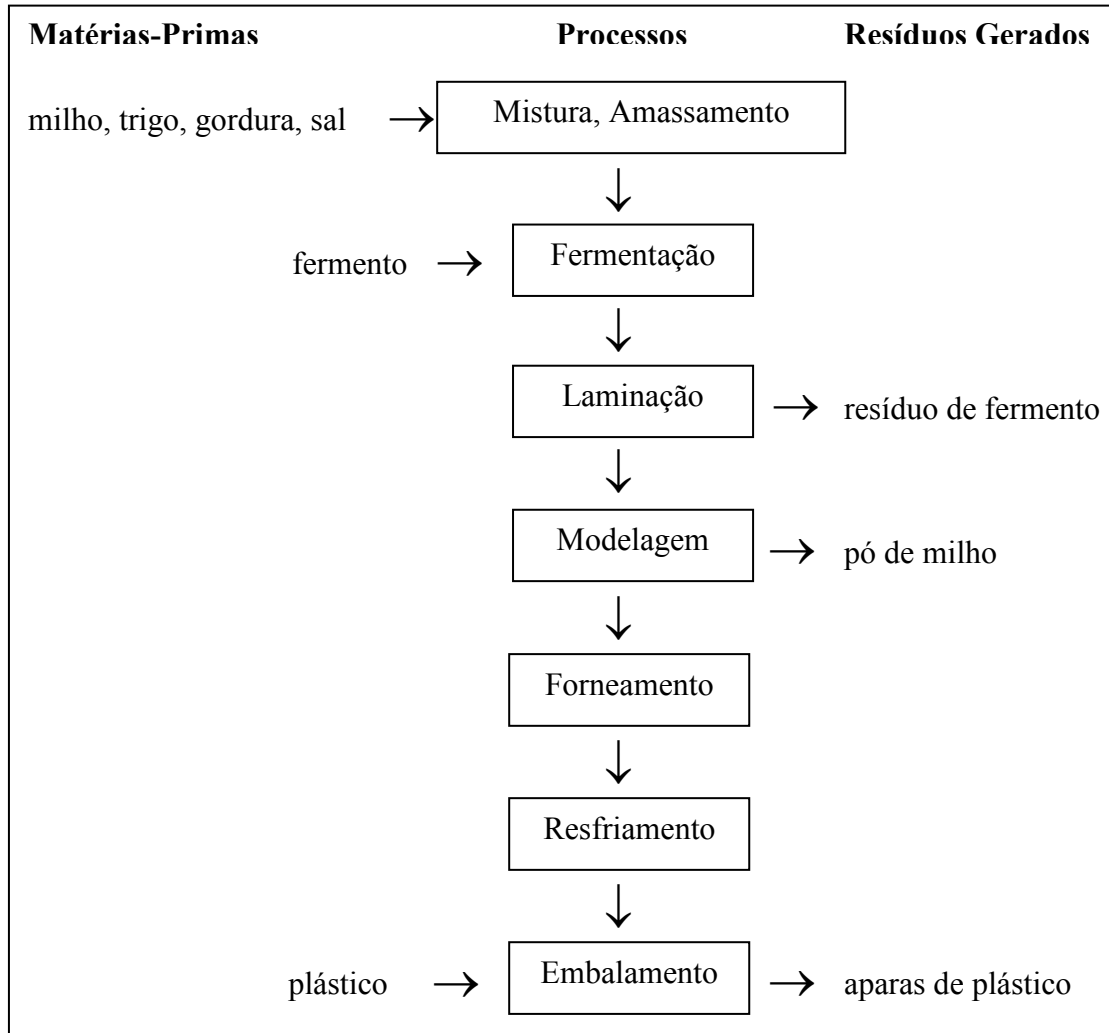 Matérias-Primas Processos Resíduos Gerados
milho, trigo, gordura, sal → Mistura, Amassamento
↓
fermento → Fermentação
↓
Laminação → resíduo de fermento
↓
Modelagem → pó de milho
↓
Forneamento
↓
Resfriamento
↓
plástico → Embalamento → aparas de plástico